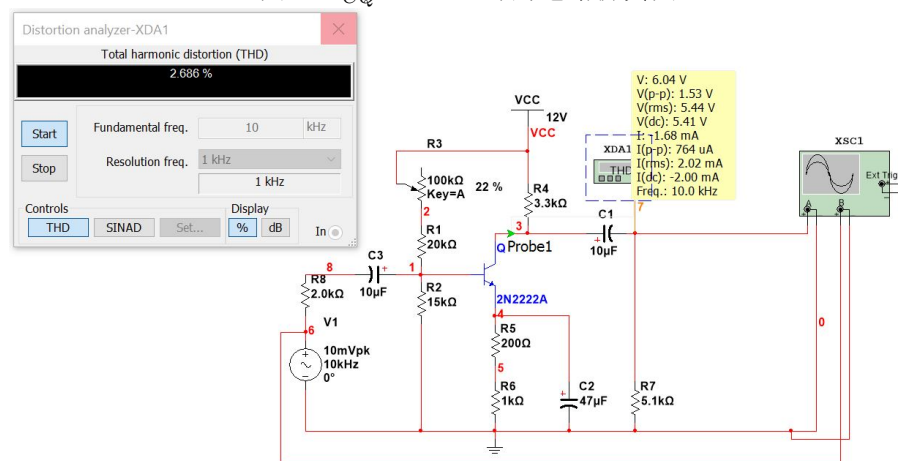 Distortion analyzer-XDA1
Total harmonic distortion (THD)
2.686 %
Start
Stop
Fundamental freq.
10
kHz
Resolution freq.
1 kHz
1 kHz
Controls
THD
SINAD
Set...
Display
%
dB
In
V: 6.04 V
V(p-p): 1.53 V
V(rms): 5.44 V
V(dc): 5.41 V
I: -1.68 mA
I(p-p): 764 uA
I(rms): 2.02 mA
I(dc): -2.00 mA
Freq.: 10.0 kHz
VCC
12V
VCC
XDA1
THD
XSC1
Ext Trig
A
B
7
R3
100kΩ
Key=A
22 %
2
R4
3.3kΩ
C1
10μF
3
Probe1
Q
R1
20kΩ
C3
10μF
8
1
R8
2.0kΩ
R2
15kΩ
2N2222A
4
V1
6
10mVpk
10kHz
0°
R5
200Ω
5
R6
1kΩ
C2
47μF
R7
5.1kΩ
0